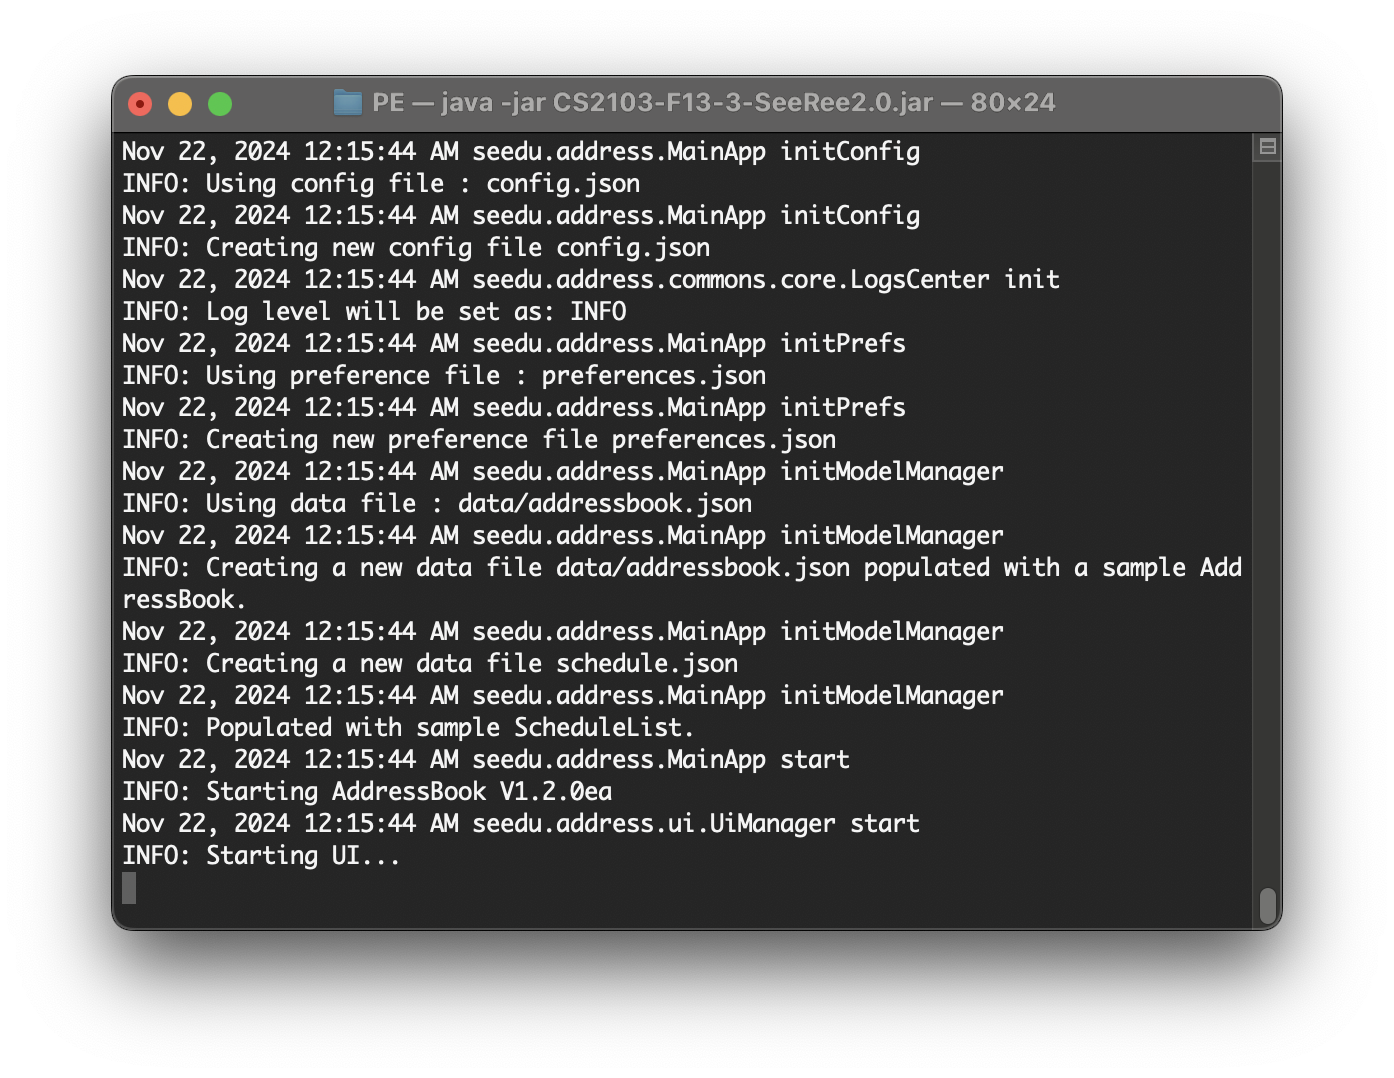 PE — java -jar CS2103-F13-3-SeeRee2.0.jar — 80×24
Nov 22, 2024 12:15:44 AM seedu.address.MainApp initConfig
INFO: Using config file : config.json
Nov 22, 2024 12:15:44 AM seedu.address.MainApp initConfig
INFO: Creating new config file config.json
Nov 22, 2024 12:15:44 AM seedu.address.commons.core.LogsCenter init
INFO: Log level will be set as: INFO
Nov 22, 2024 12:15:44 AM seedu.address.MainApp initPrefs
INFO: Using preference file : preferences.json
Nov 22, 2024 12:15:44 AM seedu.address.MainApp initPrefs
INFO: Creating new preference file preferences.json
Nov 22, 2024 12:15:44 AM seedu.address.MainApp initModelManager
INFO: Using data file : data/addressbook.json
Nov 22, 2024 12:15:44 AM seedu.address.MainApp initModelManager
INFO: Creating a new data file data/addressbook.json populated with a sample Add
ressBook.
Nov 22, 2024 12:15:44 AM seedu.address.MainApp initModelManager
INFO: Creating a new data file schedule.json
Nov 22, 2024 12:15:44 AM seedu.address.MainApp initModelManager
INFO: Populated with sample ScheduleList.
Nov 22, 2024 12:15:44 AM seedu.address.MainApp start
INFO: Starting AddressBook V1.2.0ea
Nov 22, 2024 12:15:44 AM seedu.address.ui.UiManager start
INFO: Starting UI...